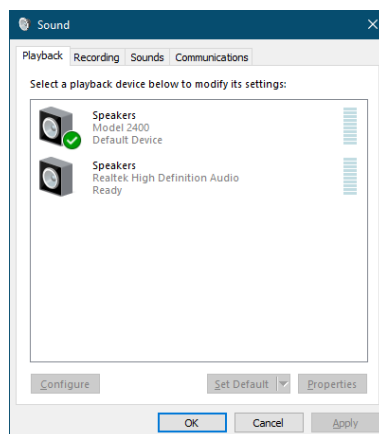 Sound
Playback Recording Sounds Communications
Select a playback device below to modify its settings:
Speakers
Model 2400
Default Device
Speakers
Realtek High Definition Audio
Ready
Configure Set Default Properties
OK Cancel Apply